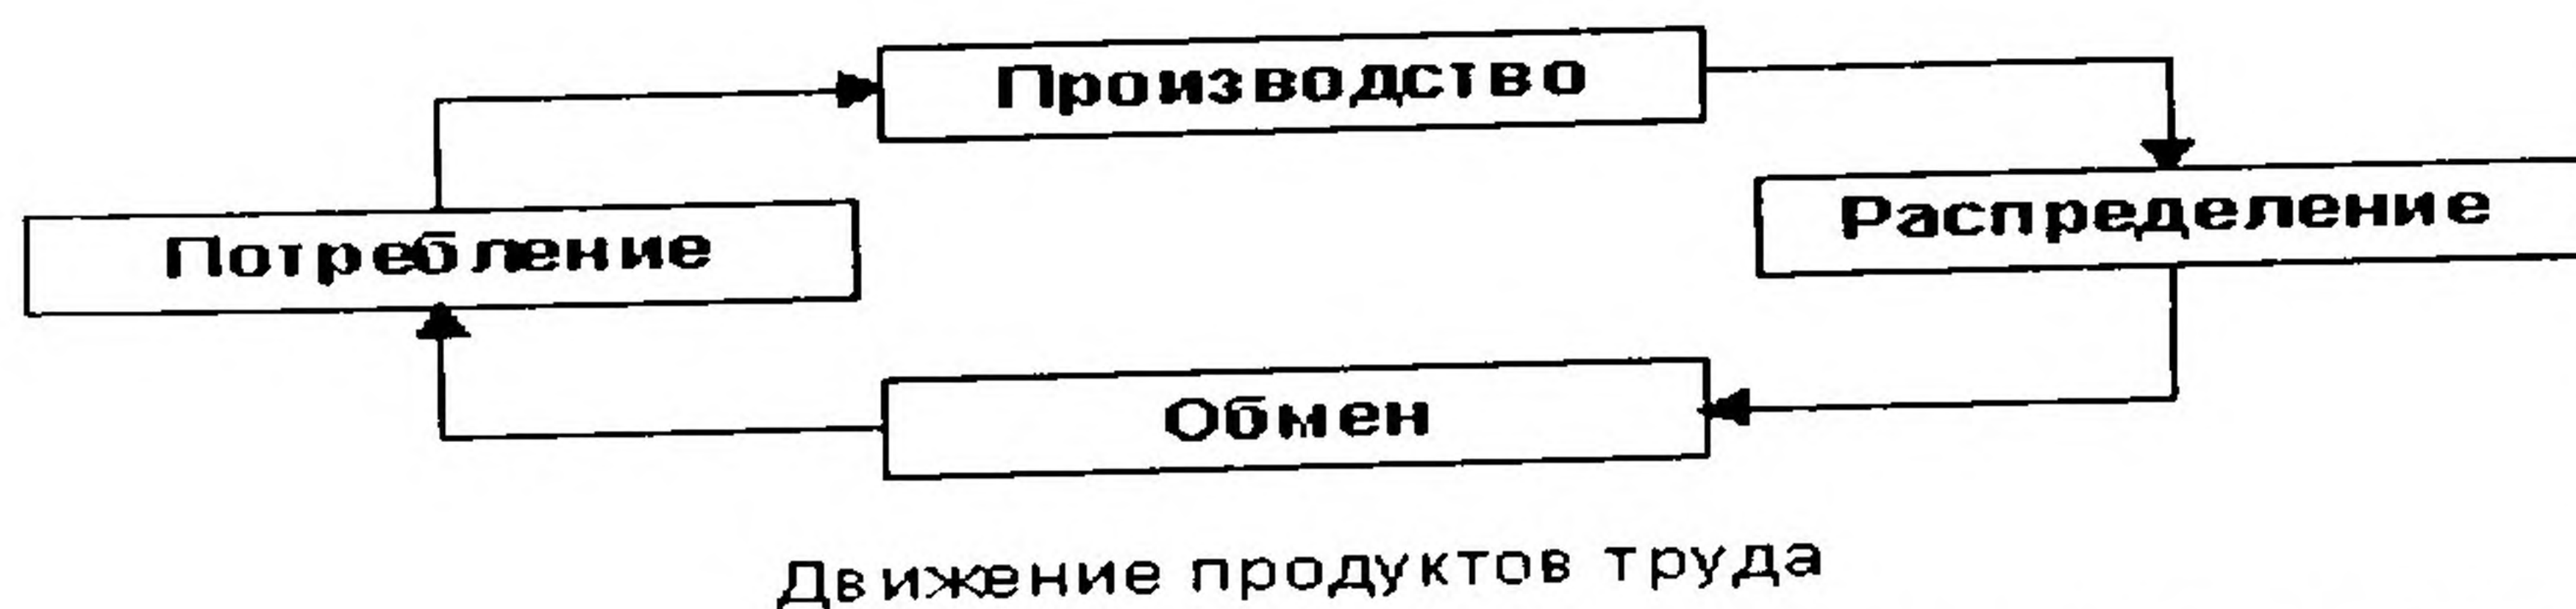 Производство
Распределение
Потребление
Обмен
Движение продуктов труда